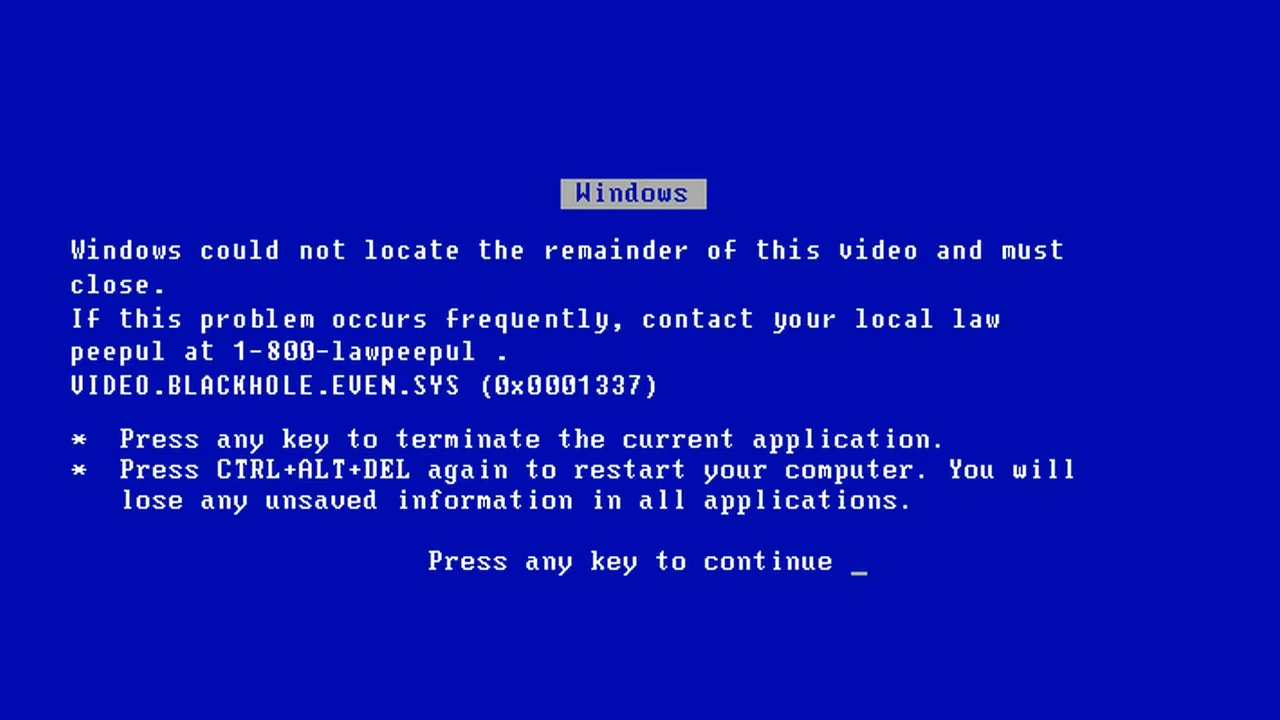 Windows
Windows could not locate the remainder of this video and must
close.
If this problem occurs frequently, contact your local law
peepul at 1-800-lawpeepul .
VIDEO.BLACKHOLE.EVEN.SYS (0x0001337)
* Press any key to terminate the current application.
* Press CTRL+ALT+DEL again to restart your computer. You will
lose any unsaved information in all applications.
Press any key to continue _